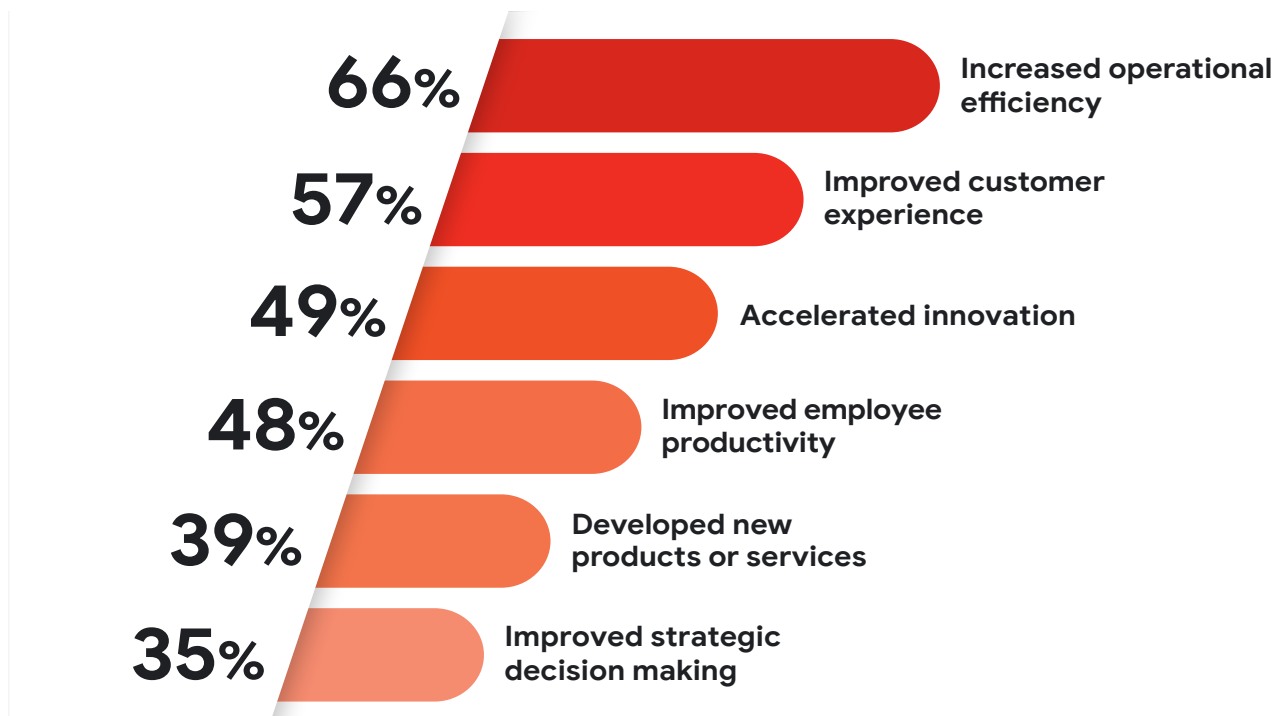 66%
Increased operational
efficiency
57%
Improved customer
experience
49%
Accelerated innovation
48%
Improved employee
productivity
39%
Developed new
products or services
35%
Improved strategic
decision making